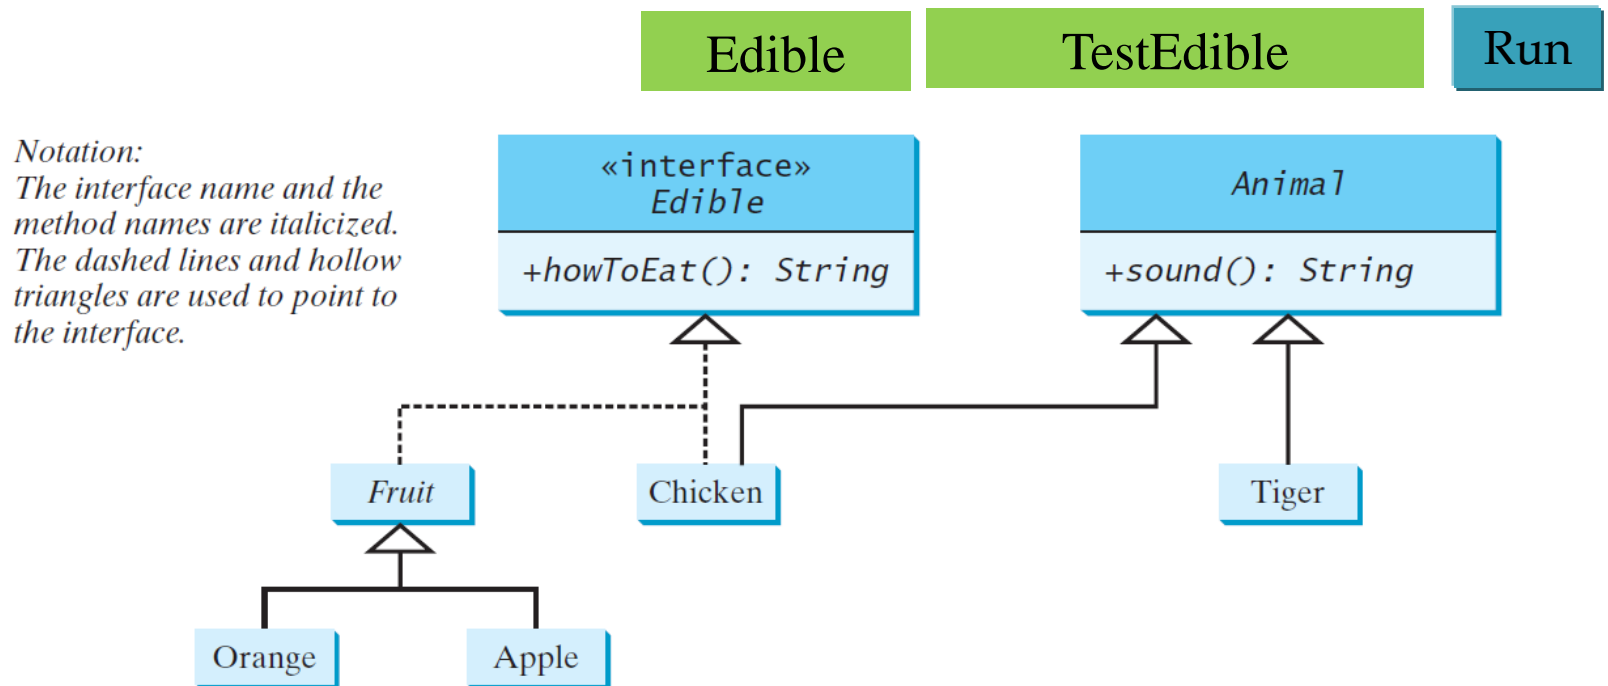 Edible
TestEdible
Run
Notation:
The interface name and the
method names are italicized.
The dashed lines and hollow
triangles are used to point to
the interface.
«interface»
Edible
+howToEat(): String
Animal
+sound(): String
Fruit
Chicken
Tiger
Orange
Apple